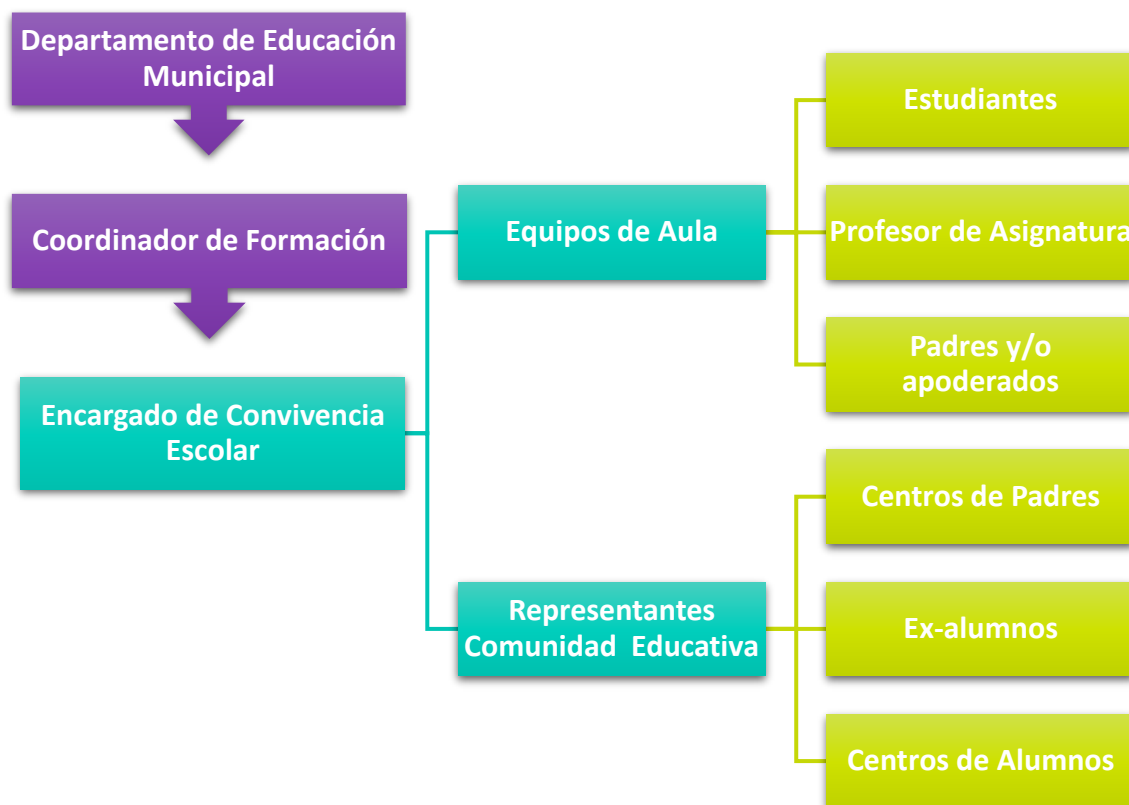 Departamento de Educación
Municipal
Coordinador de Formación
Encargado de Convivencia
Escolar
Equipos de Aula
Representantes
Comunidad Educativa
Estudiantes
Profesor de Asignatura
Padres y/o
apoderados
Centros de Padres
Ex-alumnos
Centros de Alumnos